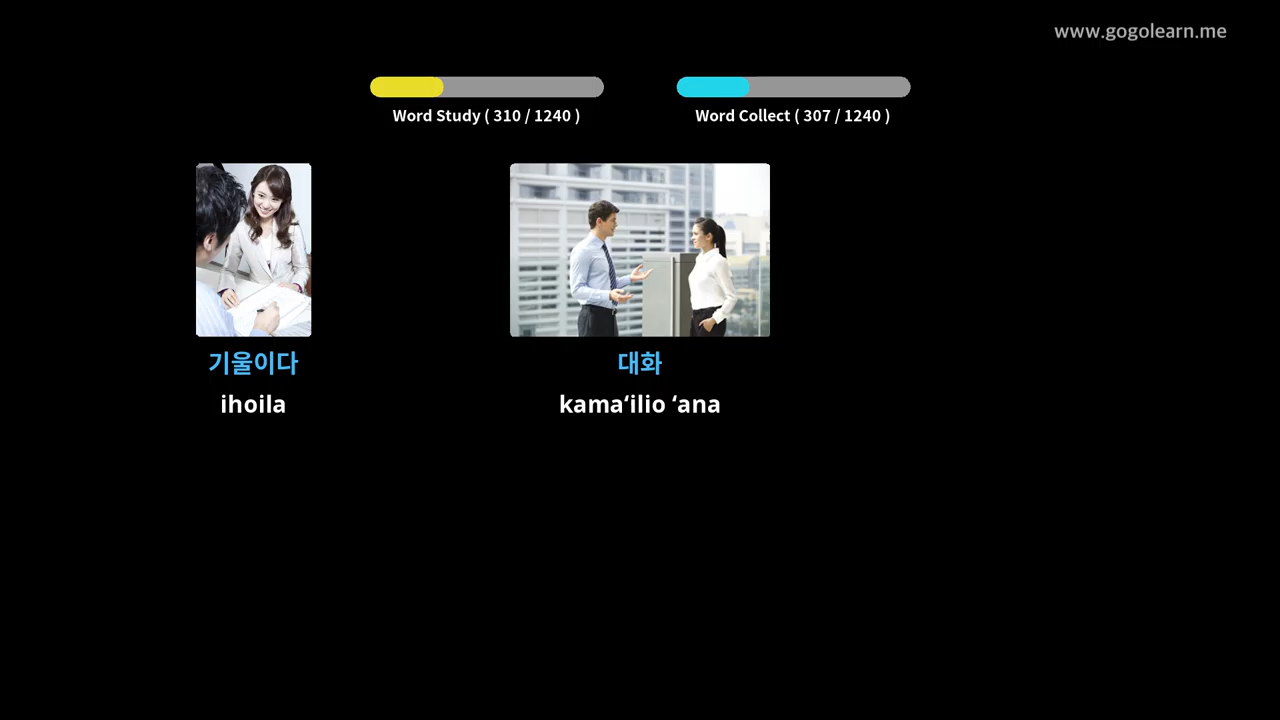 www.gogolearn.me
Word Study ( 310 / 1240 )
Word Collect ( 307 / 1240 )
기울이다
ihoila
대화
kamaʻilio ʻana